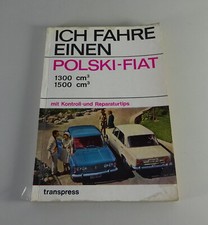 ICH FAHRE
EINEN
POLSKI-FIAT
1300 cm³
1500 cm³
mit Kontroll-und Reparaturtips
transpress